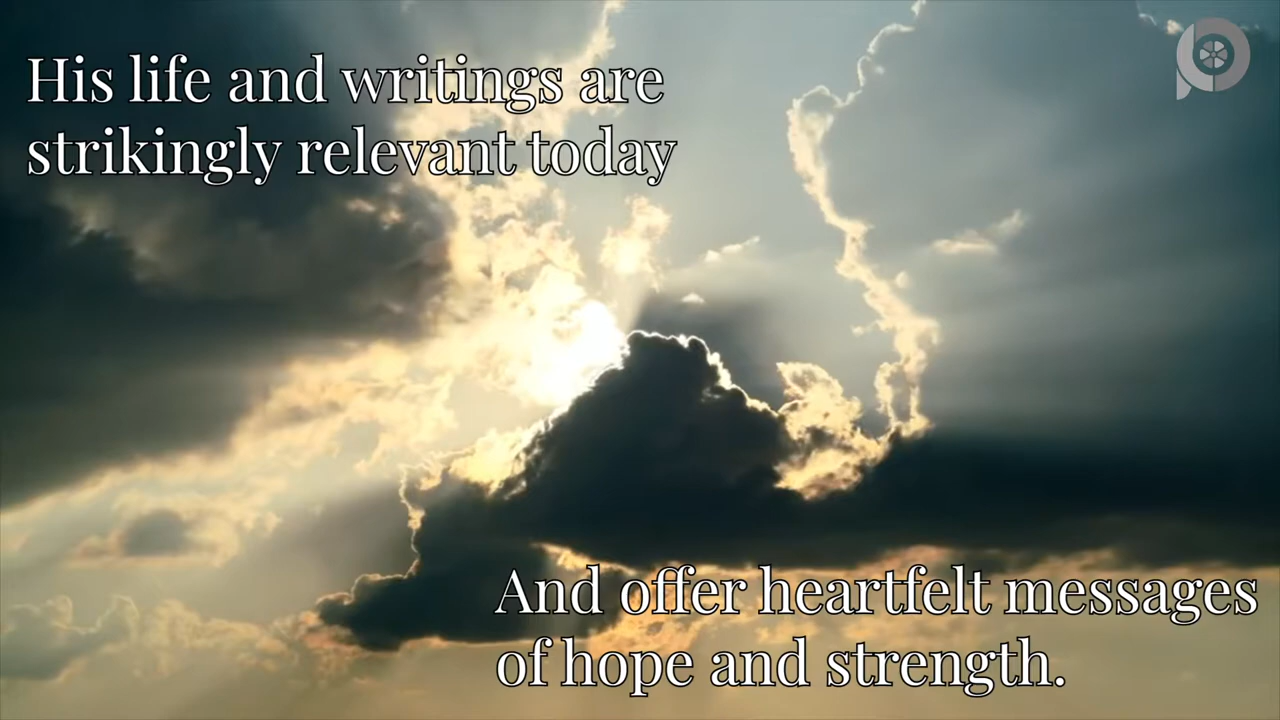 His life and writings are
strikingly relevant today
And offer heartfelt messages
of hope and strength.